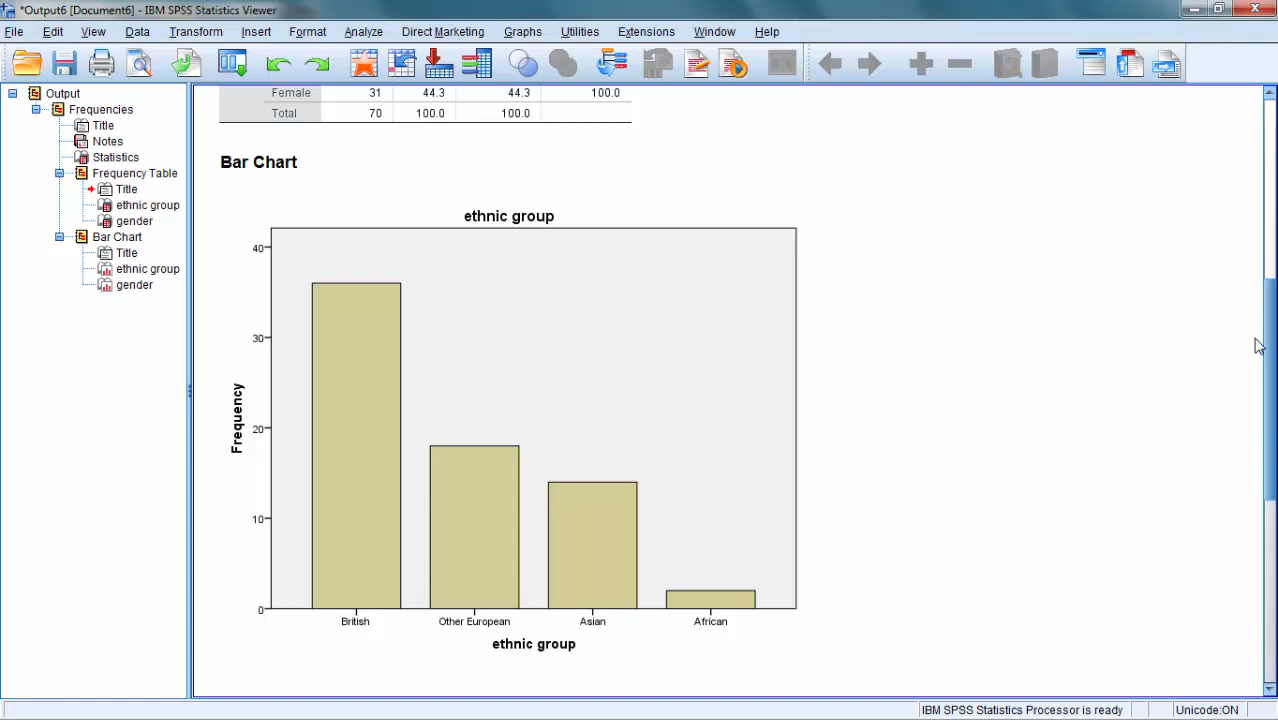 *Output6 [Document6] - IBM SPSS Statistics Viewer
File Edit View Data Transform Insert Format Analyze Direct Marketing Graphs Utilities Extensions Window Help
Output
Frequencies
Title
Notes
Statistics
Frequency Table
Title
ethnic group
gender
Bar Chart
Title
ethnic group
gender
Female 31 44.3 44.3 100.0
Total 70 100.0 100.0
Bar Chart
ethnic group
40
30
20
10
0
Frequency
British Other European Asian African
ethnic group
IBM SPSS Statistics Processor is ready Unicode:ON